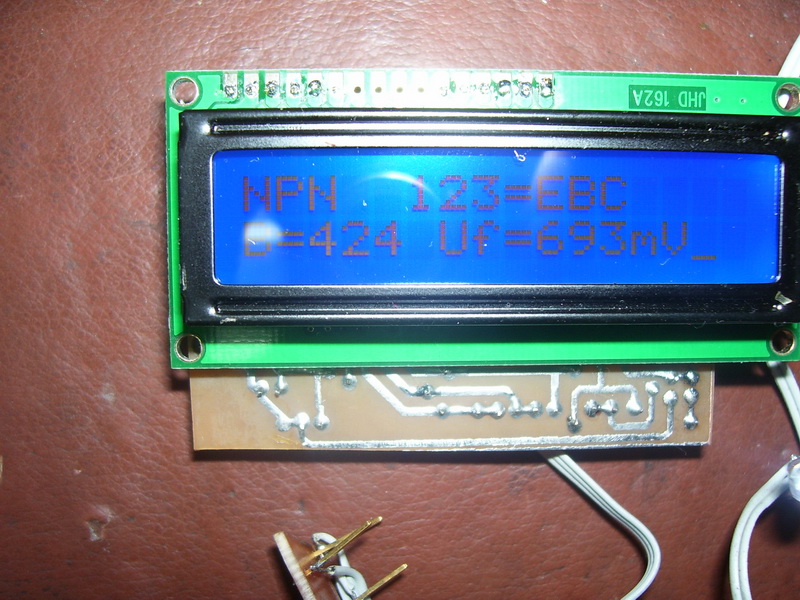 JHD 162A
NPN 123=EBC
B=424 Uf=693mV_